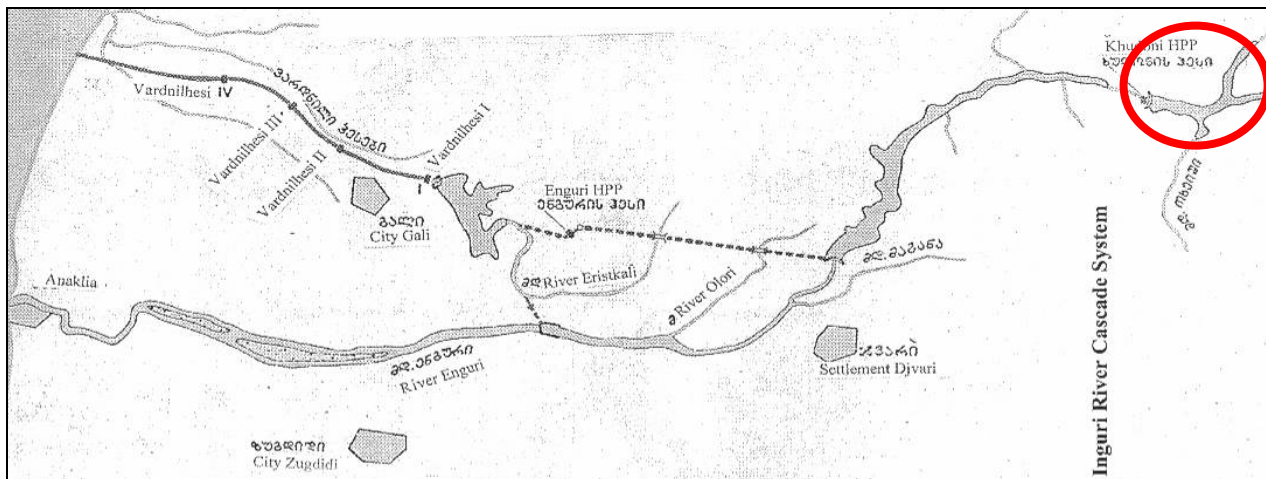 Khudoni HPP
ხუდონის ჰესი
Vardnilhesi IV
ვარდნილი ჰესები
Vardnilhesi III
Vardnilhesi II
Vardnilhesi I
I
გალი
City Gali
Enguri HPP
ენგურის ჰესი
მდ. მაგანა
მდ River Eristkali
River Olori
Anaklia
მდ. ენგური
River Enguri
ჯვარი
Settlement Djvari
ზუგდიდი
City Zugdidi
Inguri River Cascade System